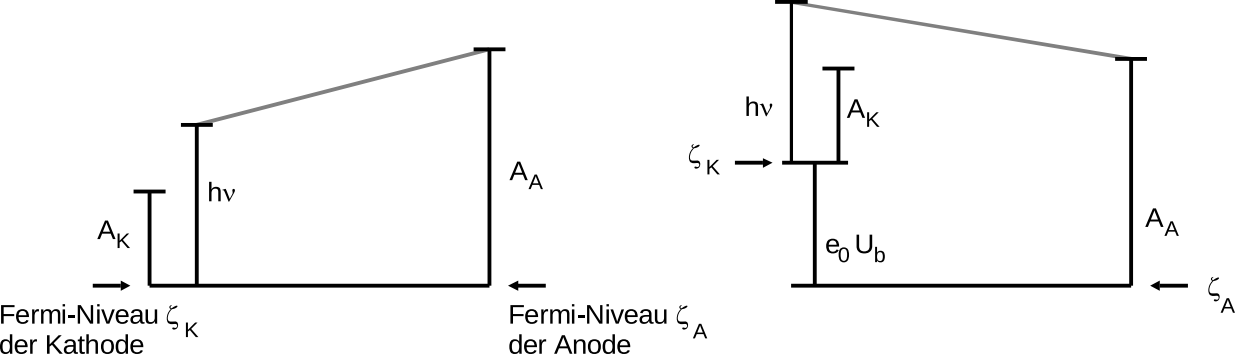 A_K
hν
A_A
Fermi-Niveau ζ_K
der Kathode
Fermi-Niveau ζ_A
der Anode
hν
A_K
ζ_K
e_0 U_b
A_A
ζ_A